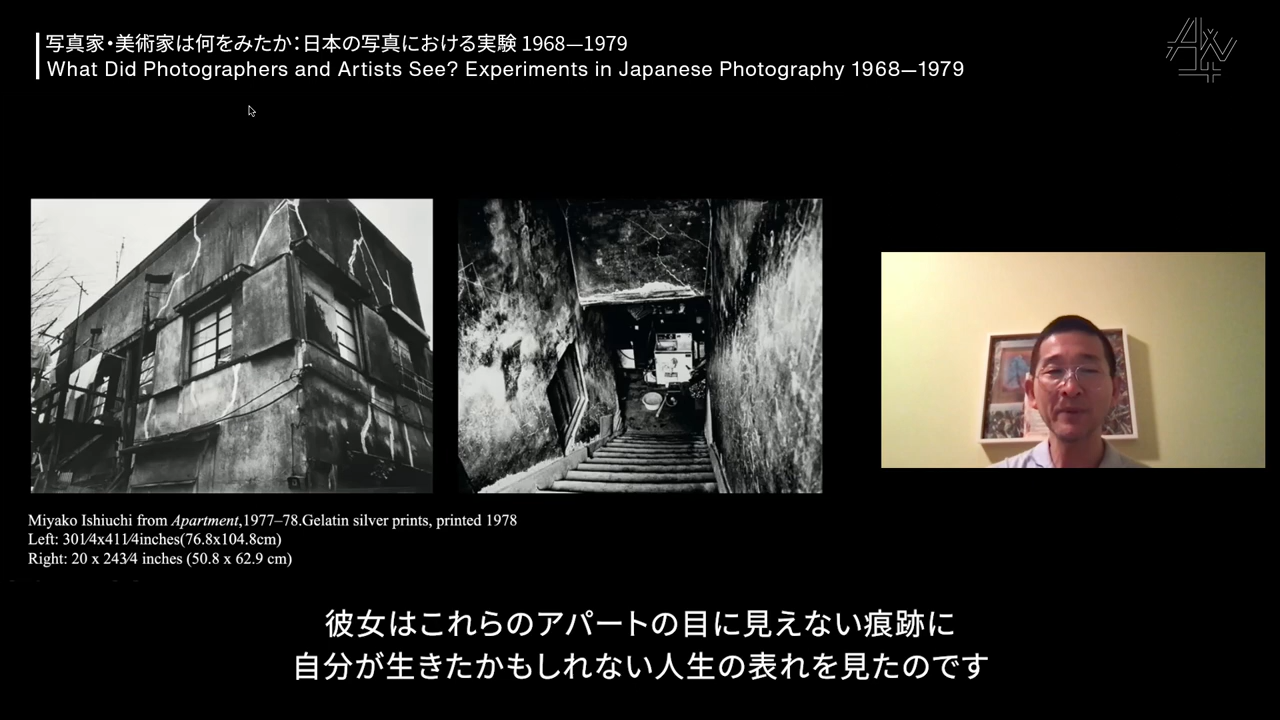 写真家・美術家は何をみたか：日本の写真における実験 1968—1979
What Did Photographers and Artists See? Experiments in Japanese Photography 1968—1979
Miyako Ishiuchi from Apartment,1977–78.Gelatin silver prints, printed 1978
Left: 301⁄4x411⁄4inches(76.8x104.8cm)
Right: 20 x 243⁄4 inches (50.8 x 62.9 cm)
彼女はこれらのアパートの目に見えない痕跡に
自分が生きたかもしれない人生の表れを見たのです